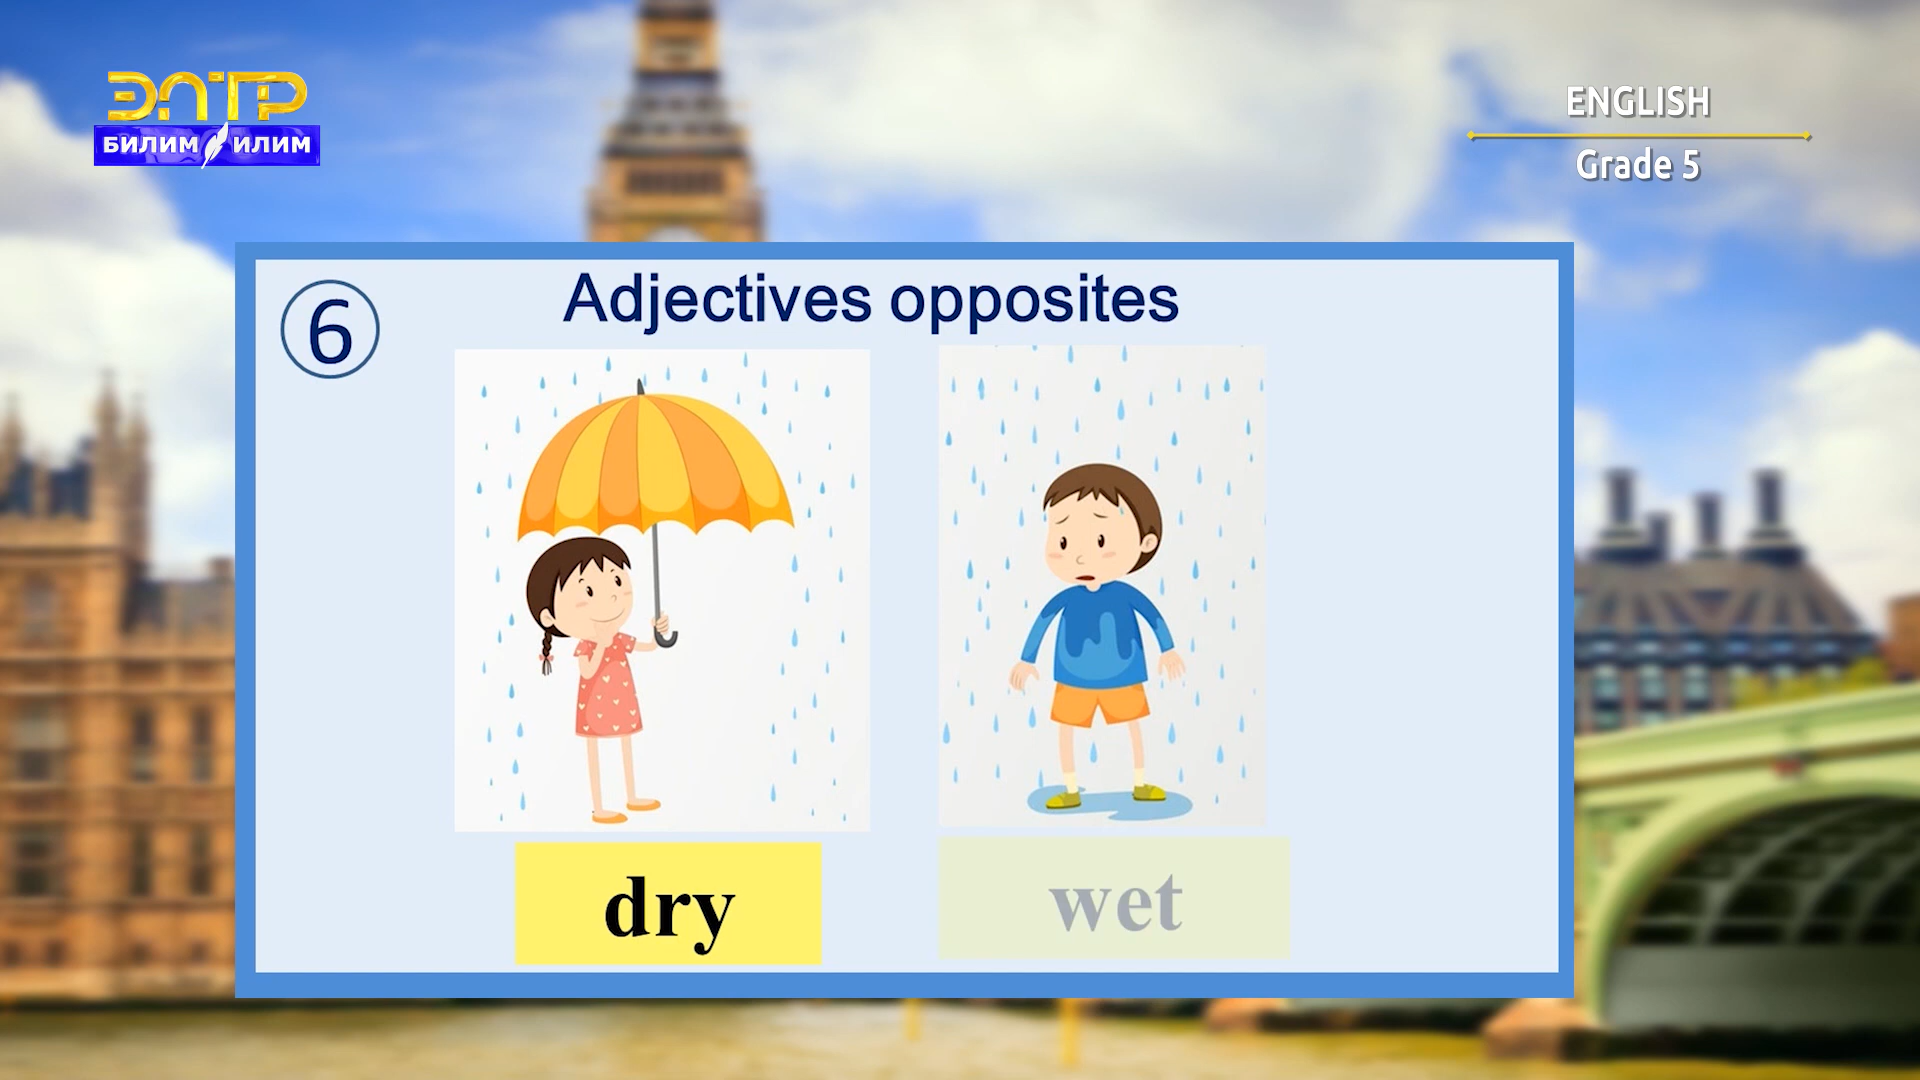 ЭЛТР
БИЛИМ ИЛИМ
ENGLISH
Grade 5
6
Adjectives opposites
dry
wet